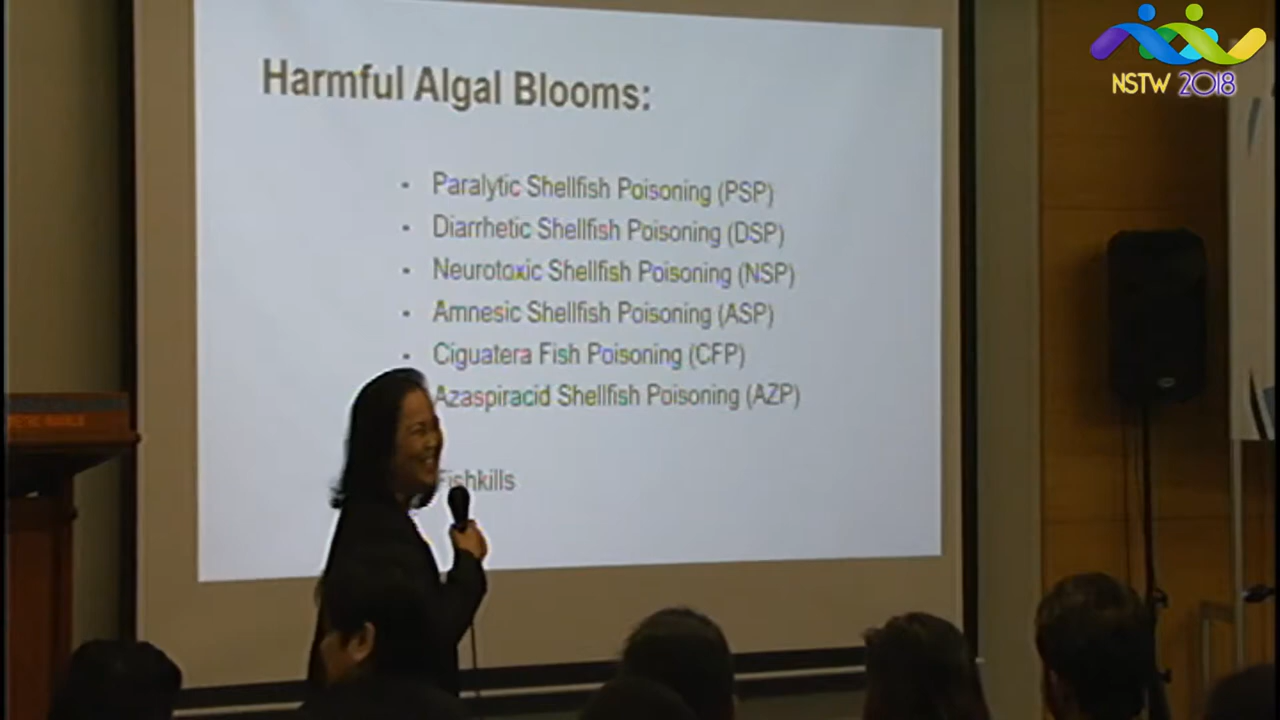 Harmful Algal Blooms:
- Paralytic Shellfish Poisoning (PSP)
- Diarrhetic Shellfish Poisoning (DSP)
- Neurotoxic Shellfish Poisoning (NSP)
- Amnesic Shellfish Poisoning (ASP)
- Ciguatera Fish Poisoning (CFP)
Azaspiracid Shellfish Poisoning (AZP)
Fishkills
NSTW 2018